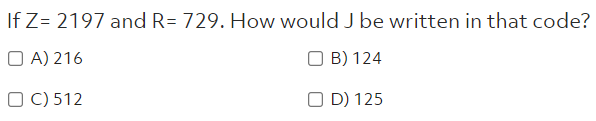 If Z= 2197 and R= 729. How would J be written in that code?
A) 216
B) 124
C) 512
D) 125